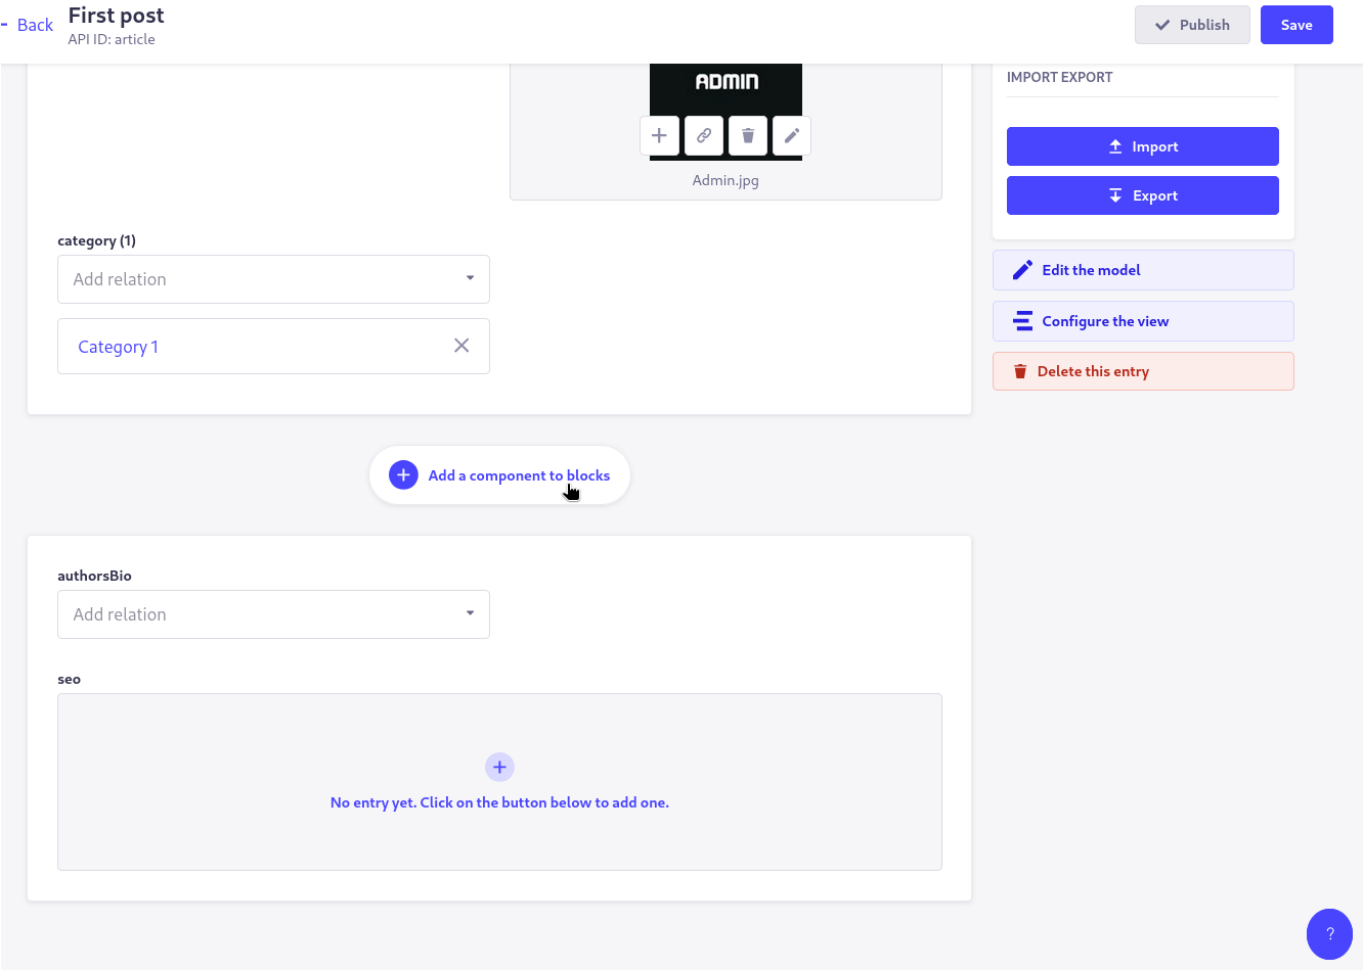 Back
First post
API ID: article
Publish
Save
ADMIN
Admin.jpg
category (1)
Add relation
Category 1
Add a component to blocks
authorsBio
Add relation
seo
No entry yet. Click on the button below to add one.
IMPORT EXPORT
Import
Export
Edit the model
Configure the view
Delete this entry
?